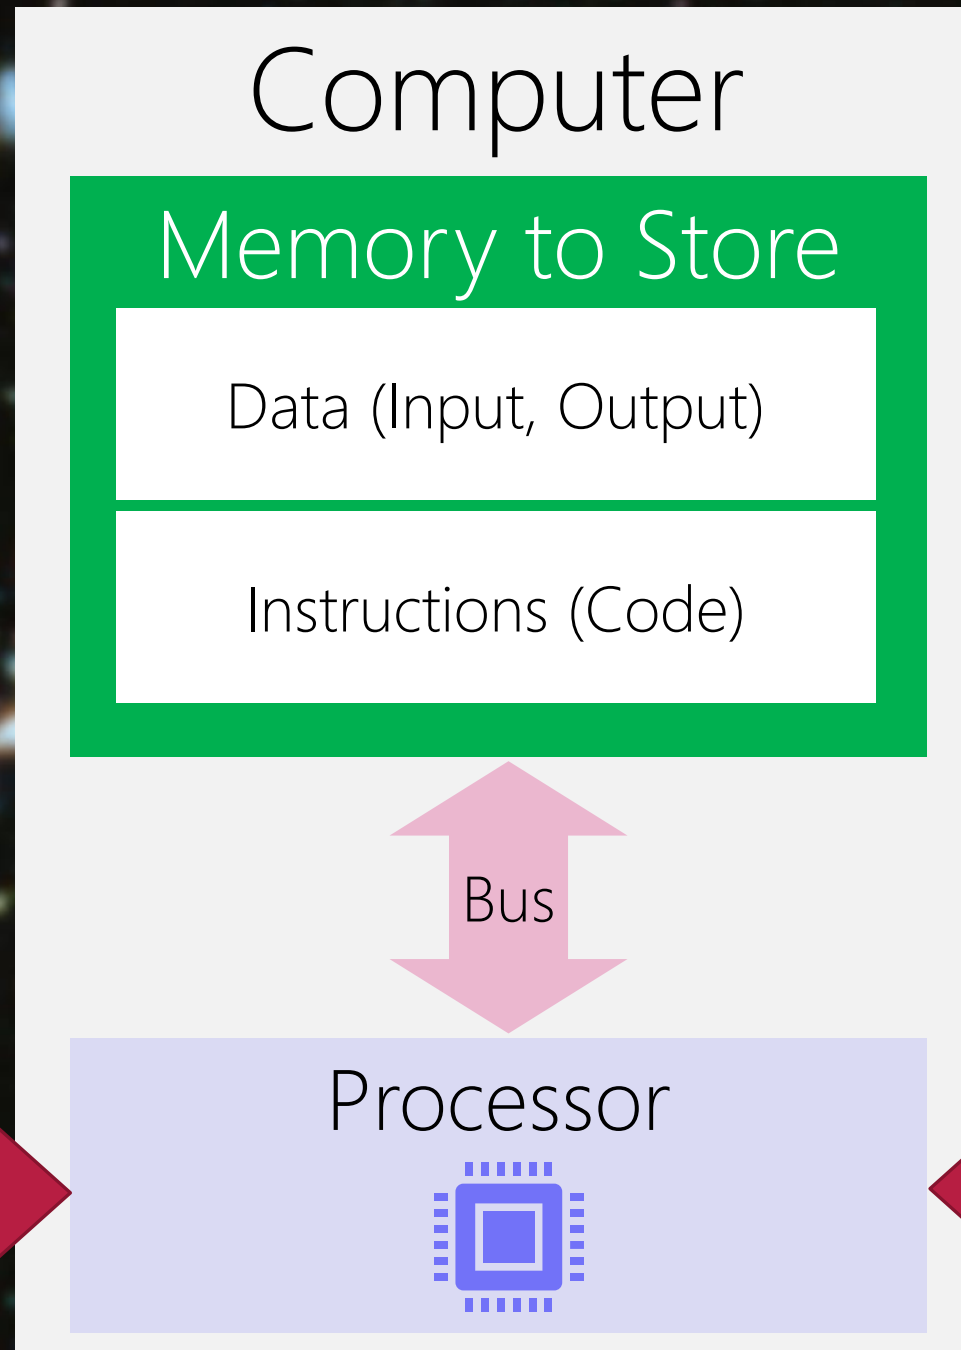 Computer
Memory to Store
Data (Input, Output)
Instructions (Code)
Bus
Processor